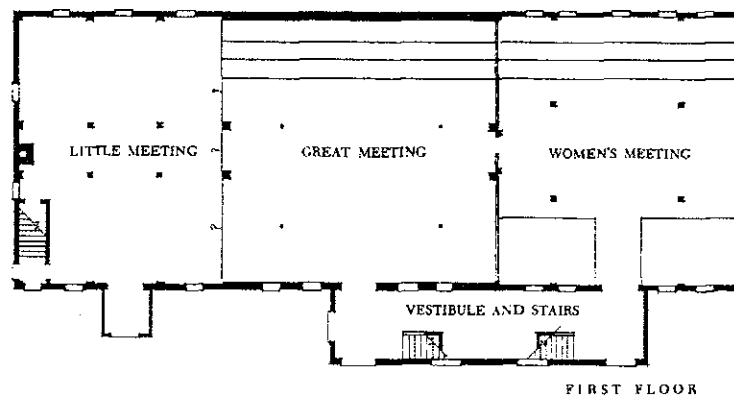 LITTLE MEETING
GREAT MEETING
WOMEN'S MEETING
?
?
?
VESTIBULE AND STAIRS
FIRST FLOOR